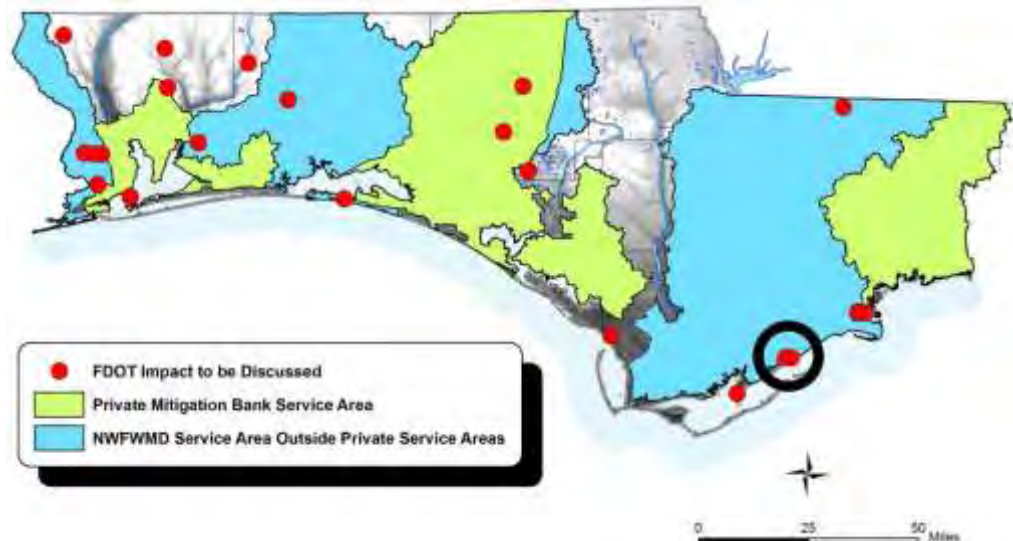 FDOT Impact to be Discussed
Private Mitigation Bank Service Area
NWFWMD Service Area Outside Private Service Areas
0 25 50
Miles